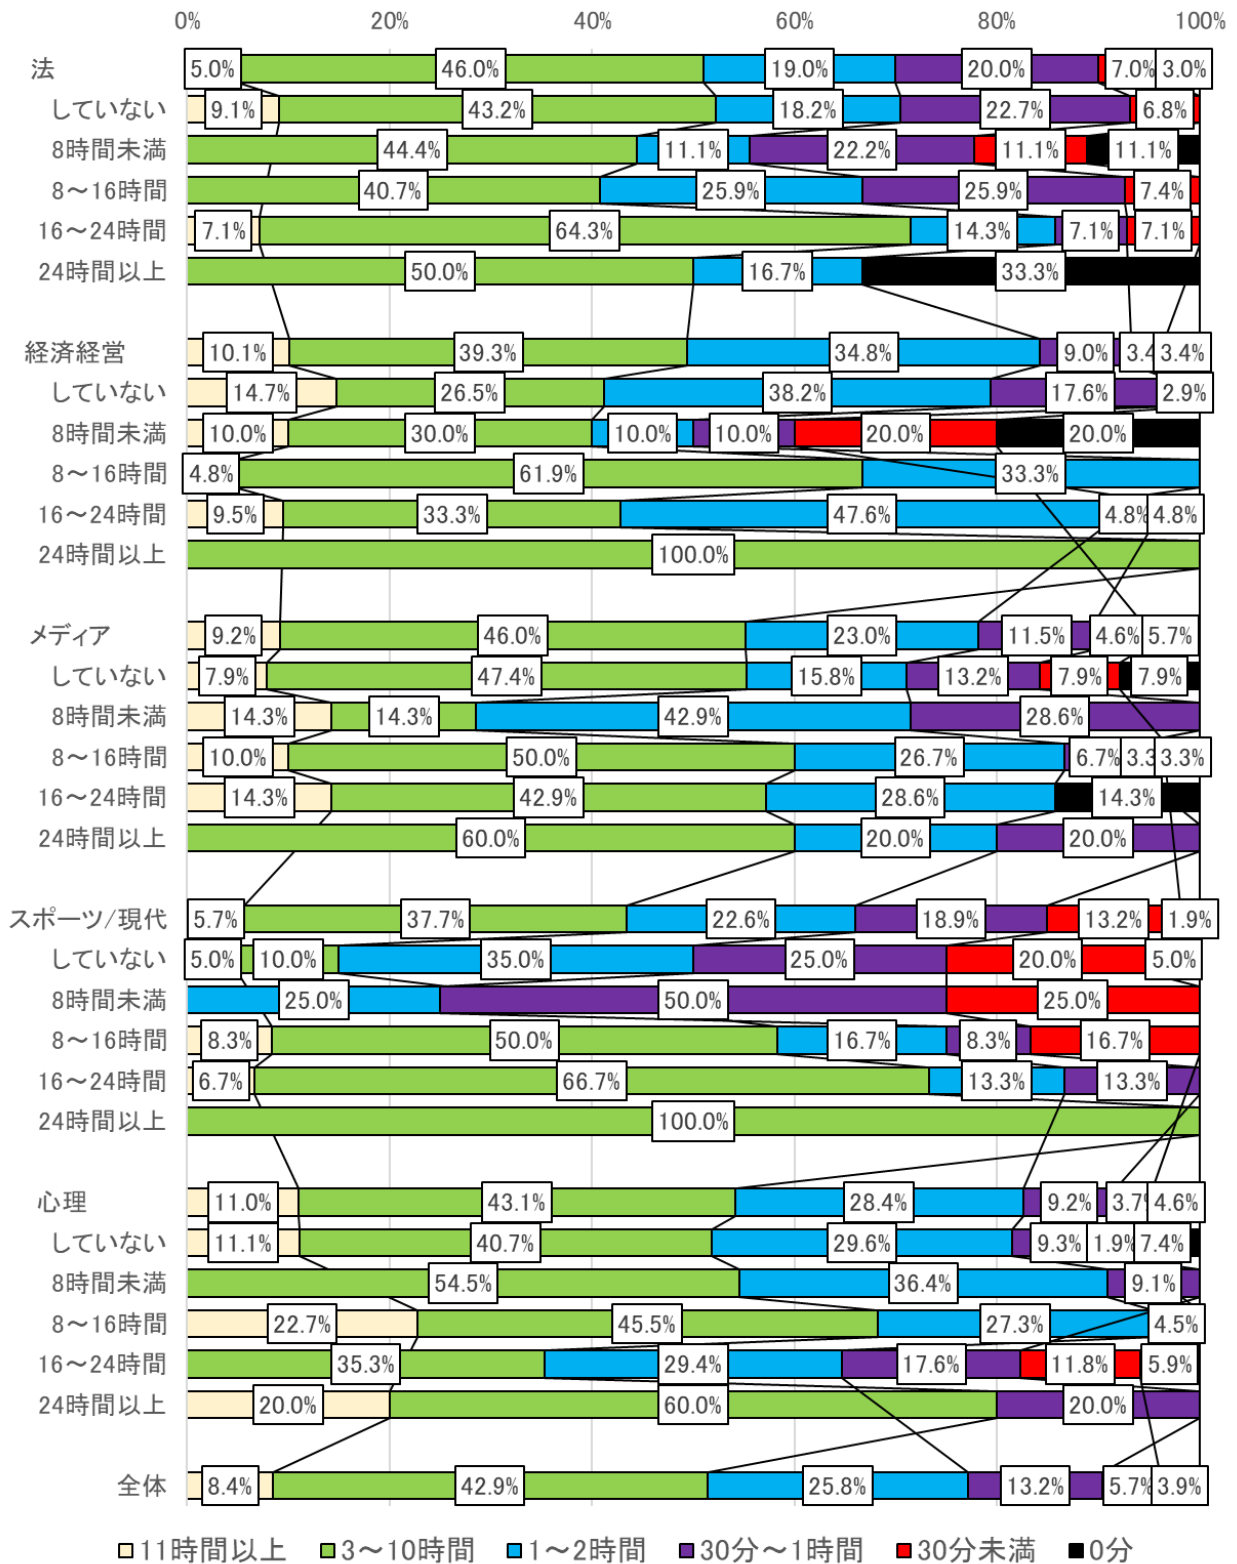 0% 20% 40% 60% 80% 100%
法 5.0% 46.0% 19.0% 20.0% 7.0% 3.0%
していない 9.1% 43.2% 18.2% 22.7% 6.8%
8時間未満 44.4% 11.1% 22.2% 11.1% 11.1%
8～16時間 40.7% 25.9% 25.9% 7.4%
16～24時間 7.1% 64.3% 14.3% 7.1% 7.1%
24時間以上 50.0% 16.7% 33.3%
経済経営 10.1% 39.3% 34.8% 9.0% 3.4 3.4%
していない 14.7% 26.5% 38.2% 17.6% 2.9%
8時間未満 10.0% 30.0% 10.0% 10.0% 20.0% 20.0%
8～16時間 4.8% 61.9% 33.3%
16～24時間 9.5% 33.3% 47.6% 4.8% 4.8%
24時間以上 100.0%
メディア 9.2% 46.0% 23.0% 11.5% 4.6% 5.7%
していない 7.9% 47.4% 15.8% 13.2% 7.9% 7.9%
8時間未満 14.3% 14.3% 42.9% 28.6%
8～16時間 10.0% 50.0% 26.7% 6.7% 3.3 3.3%
16～24時間 14.3% 42.9% 28.6% 14.3%
24時間以上 60.0% 20.0% 20.0%
スポーツ/現代 5.7% 37.7% 22.6% 18.9% 13.2% 1.9%
していない 5.0% 10.0% 35.0% 25.0% 20.0% 5.0%
8時間未満 25.0% 50.0% 25.0%
8～16時間 8.3% 50.0% 16.7% 8.3% 16.7%
16～24時間 6.7% 66.7% 13.3% 13.3%
24時間以上 100.0%
心理 11.0% 43.1% 28.4% 9.2% 3.7% 4.6%
していない 11.1% 40.7% 29.6% 9.3% 1.9% 7.4%
8時間未満 54.5% 36.4% 9.1%
8～16時間 22.7% 45.5% 27.3% 4.5%
16～24時間 35.3% 29.4% 17.6% 11.8% 5.9%
24時間以上 20.0% 60.0% 20.0%
全体 8.4% 42.9% 25.8% 13.2% 5.7% 3.9%
11時間以上 3～10時間 1～2時間 30分～1時間 30分未満 0分